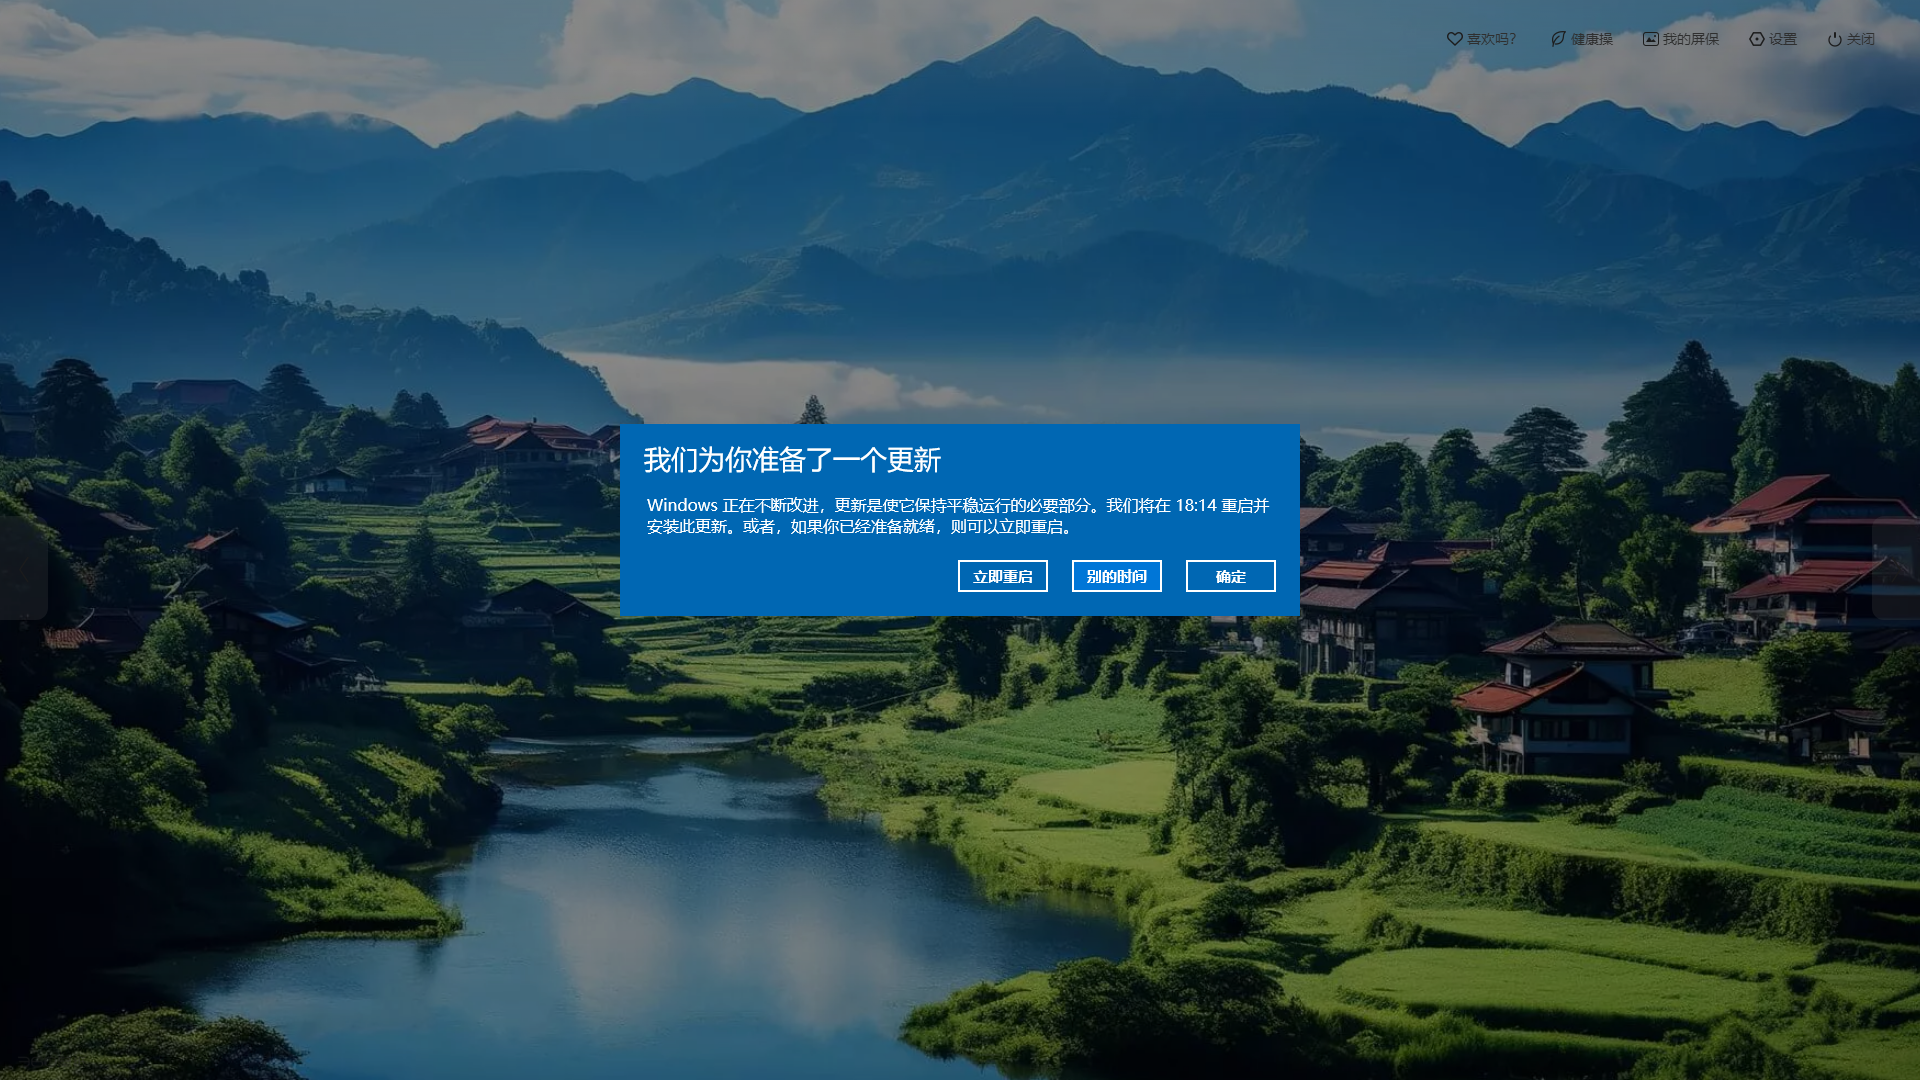 喜欢吗?
健康操
我的屏保
设置
关闭
我们为你准备了一个更新
Windows 正在不断改进，更新是使它保持平稳运行的必要部分。我们将在 18:14 重启并
安装此更新。或者，如果你已经准备就绪，则可以立即重启。
立即重启
别的时间
确定